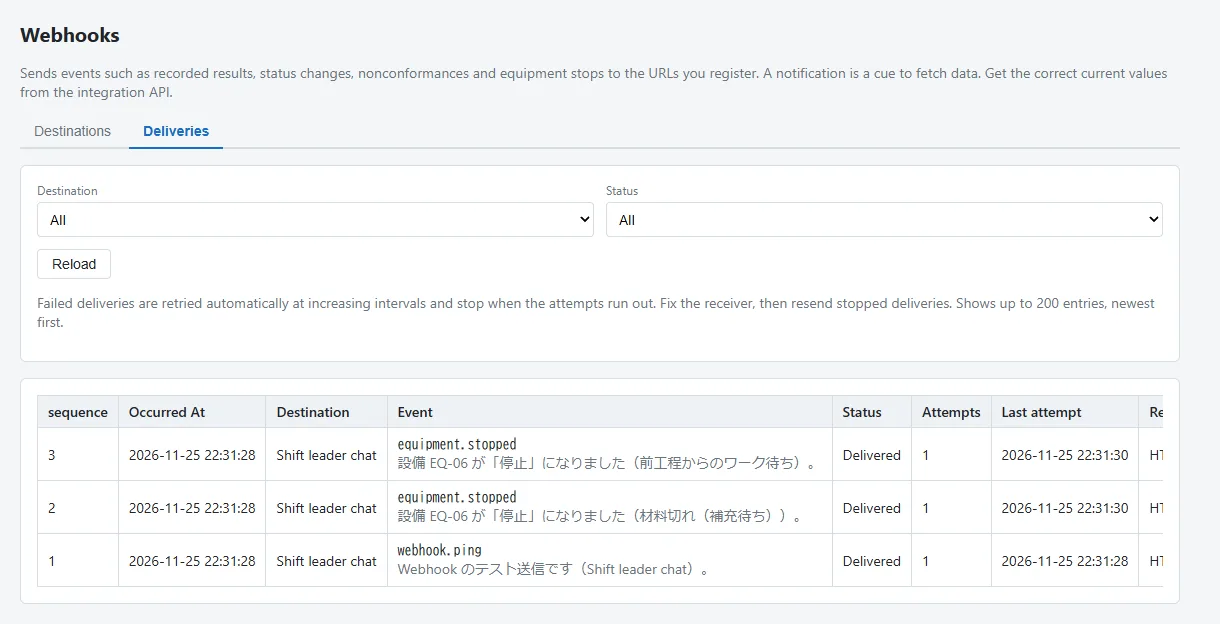 Webhooks
Sends events such as recorded results, status changes, nonconformances and equipment stops to the URLs you register. A notification is a cue to fetch data. Get the correct current values
from the integration API.
Destinations Deliveries
Destination Status
All All
Reload
Failed deliveries are retried automatically at increasing intervals and stop when the attempts run out. Fix the receiver, then resend stopped deliveries. Shows up to 200 entries, newest
first.
sequence Occurred At Destination Event Status Attempts Last attempt
equipment.stopped
3 2026-11-25 22:31:28 Shift leader chat 設備 EQ-06 が「停止」になりました（前工程からのワーク待ち）。 Delivered 1 2026-11-25 22:31:30
equipment.stopped
2 2026-11-25 22:31:28 Shift leader chat 設備 EQ-06 が「停止」になりました（材料切れ（補充待ち））。 Delivered 1 2026-11-25 22:31:30
webhook.ping
1 2026-11-25 22:31:28 Shift leader chat Webhook のテスト送信です（Shift leader chat）。 Delivered 1 2026-11-25 22:31:28